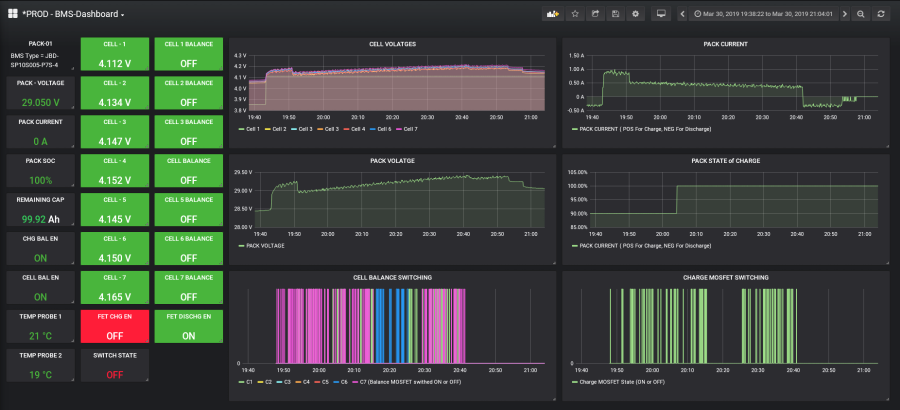 *PROD - BMS-Dashboard
Mar 30, 2019 19:38:22 to Mar 30, 2019 21:04:01
PACK-01
BMS Type = JBD-
SP10S005-P7S-4
PACK - VOLTAGE
29.050 V
PACK CURRENT
0 A
PACK SOC
100%
REMAINING CAP
99.92 Ah
CHG BAL EN
ON
CELL BAL EN
ON
TEMP PROBE 1
21 °C
TEMP PROBE 2
19 °C
CELL - 1
4.112 V
CELL - 2
4.134 V
CELL - 3
4.147 V
CELL - 4
4.152 V
CELL - 5
4.145 V
CELL - 6
4.150 V
CELL - 7
4.165 V
FET CHG EN
OFF
SWITCH STATE
OFF
CELL 1 BALANCE
OFF
CELL 2 BALANCE
OFF
CELL 3 BALANCE
OFF
CELL BALANCE
OFF
CELL 5 BALANCE
OFF
CELL 6 BALANCE
OFF
CELL 7 BALANCE
OFF
FET DISCHG EN
ON
CELL VOLATGES
4.3 V
4.2 V
4.1 V
4.0 V
3.9 V
3.8 V
19:40 19:50 20:00 20:10 20:20 20:30 20:40 20:50 21:00
Cell 1 Cell 2 Cell 3 Cell 3 Cell 4 Cell 6 Cell 7
PACK CURRENT
1.50 A
1.00 A
0.50 A
0 A
-0.50 A
19:40 19:50 20:00 20:10 20:20 20:30 20:40 20:50 21:00
PACK CURRENT ( POS For Charge, NEG For Discharge)
PACK VOLATGE
29.50 V
29.00 V
28.50 V
28.00 V
19:40 19:50 20:00 20:10 20:20 20:30 20:40 20:50 21:00
PACK VOLTAGE
PACK STATE of CHARGE
105.00%
100.00%
95.00%
90.00%
85.00%
19:40 19:50 20:00 20:10 20:20 20:30 20:40 20:50 21:00
PACK CURRENT ( POS For Charge, NEG For Discharge)
CELL BALANCE SWITCHING
0
19:40 19:50 20:00 20:10 20:20 20:30 20:40 20:50 21:00
C1 C2 C3 C4 C5 C6 C7 (Balance MOSFET swithed ON or OFF)
CHARGE MOSFET SWITCHING
0
19:40 19:50 20:00 20:10 20:20 20:30 20:40 20:50 21:00
Charge MOSFET State (ON or OFF)